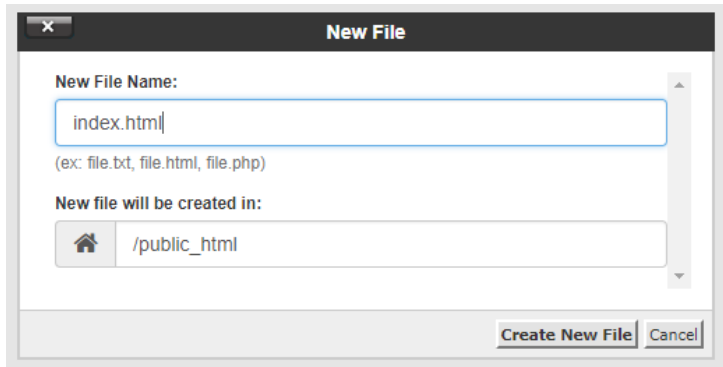 New File
New File Name:
index.html
(ex: file.txt, file.html, file.php)
New file will be created in:
/public_html
Create New File Cancel